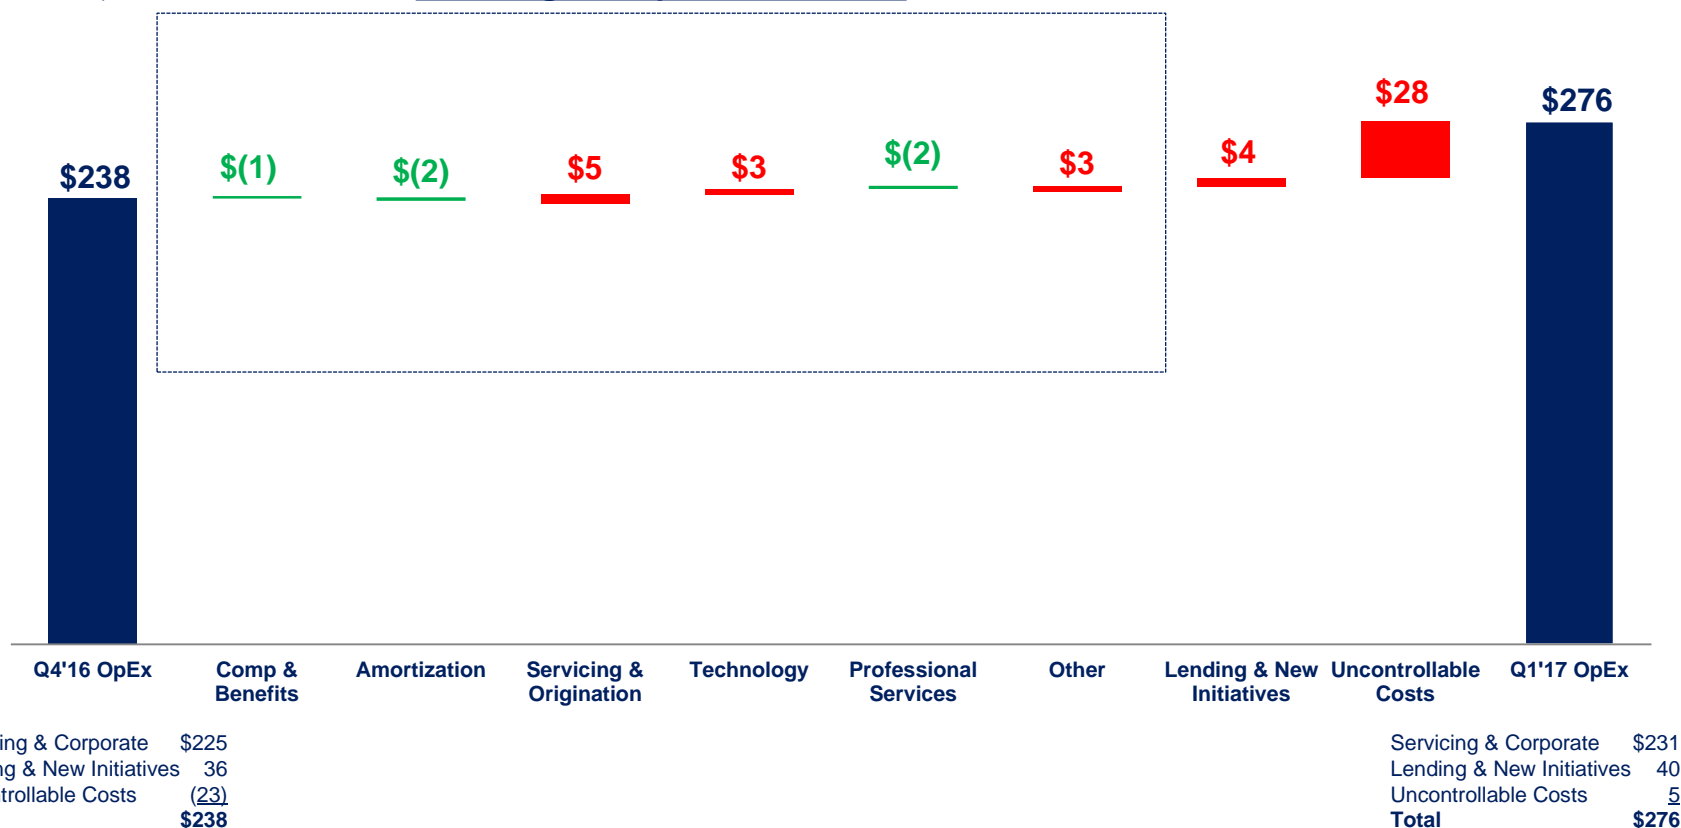 $238
$(1)
$(2)
$5
$3
$(2)
$3
$4
$28
$276
Q4'16 OpEx
Comp &
Benefits
Amortization
Servicing &
Origination
Technology
Professional
Services
Other
Lending & New
Initiatives
Uncontrollable
Costs
Q1'17 OpEx
& Corporate $225
& New Initiatives 36
Costs (23)
$238
Servicing & Corporate $231
Lending & New Initiatives 40
Uncontrollable Costs 5
Total $276